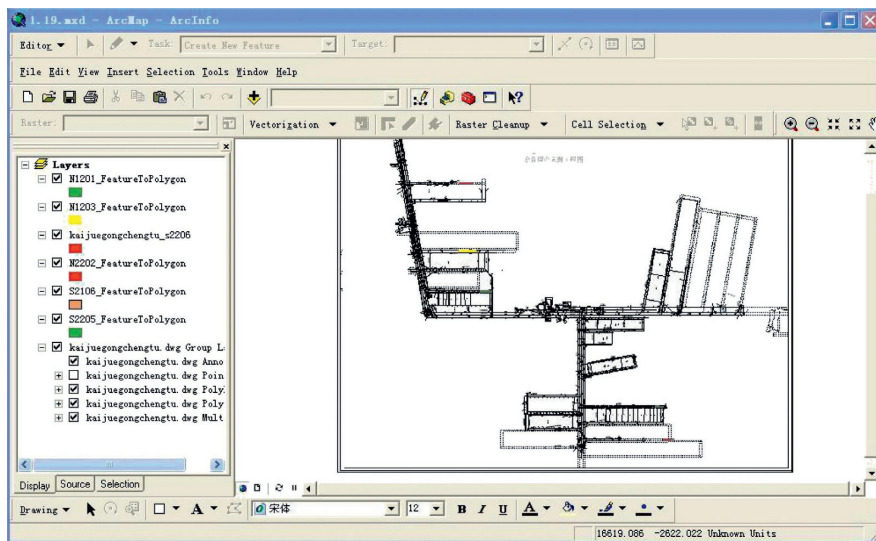 1.19.mxd - ArcMap - ArcInfo
Editor Task: Create New Feature Target:
File Edit View Insert Selection Tools Window Help
Raster: Vectorization Raster Cleanup Cell Selection
Layers
N1201_FeatureToPolygon
N1203_FeatureToPolygon
kaijuegongchengtu_s2206
N2202_FeatureToPolygon
S2106_FeatureToPolygon
S2205_FeatureToPolygon
kaijuegongchengtu.dwg Group L
kaijuegongchengtu.dwg Anno
kaijuegongchengtu.dwg Poin
kaijuegongchengtu.dwg Poly
kaijuegongchengtu.dwg Poly
kaijuegongchengtu.dwg Mult
Display Source Selection
Drawing A 宋体 12 B I U A
16619.086 -2622.022 Unknown Units